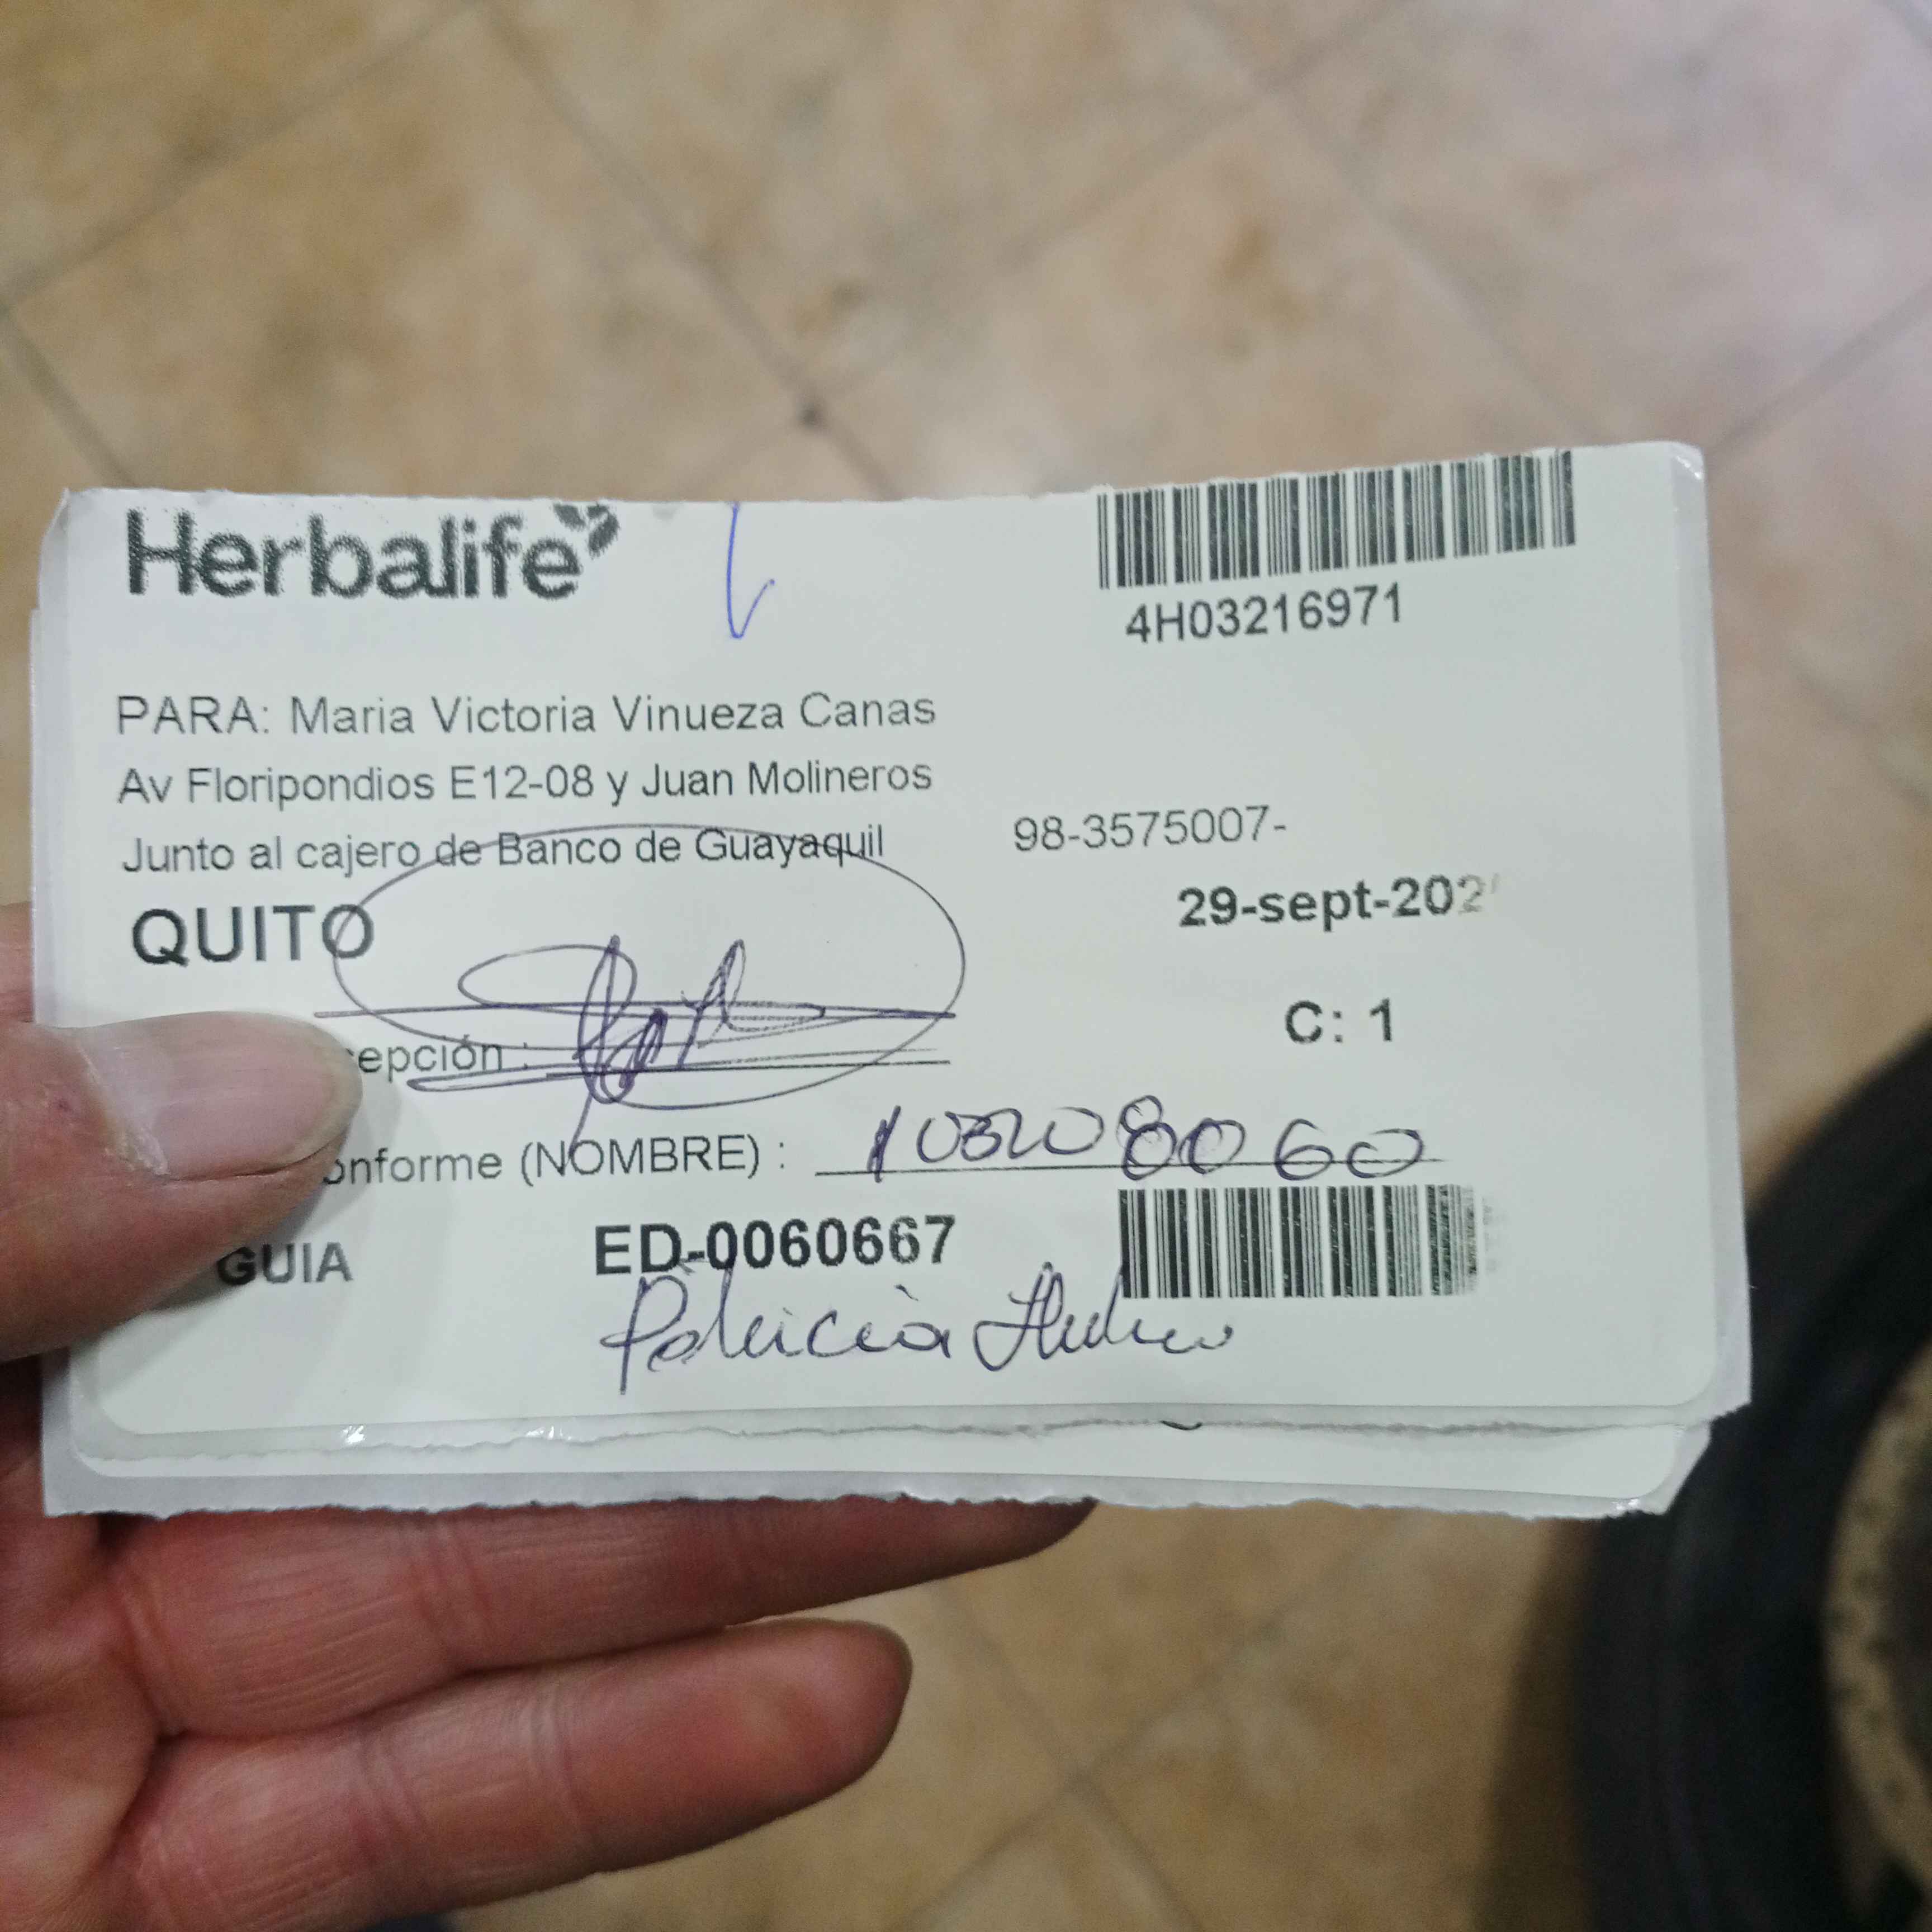 Herbalife
4H03216971
PARA: Maria Victoria Vinueza Canas
Av Floripondios E12-08 y Juan Molineros
Junto al cajero de Banco de Guayaquil
98-3575007-
QUITO
29-sept-202
epción :
C: 1
onforme (NOMBRE) :
GUIA
ED-0060667